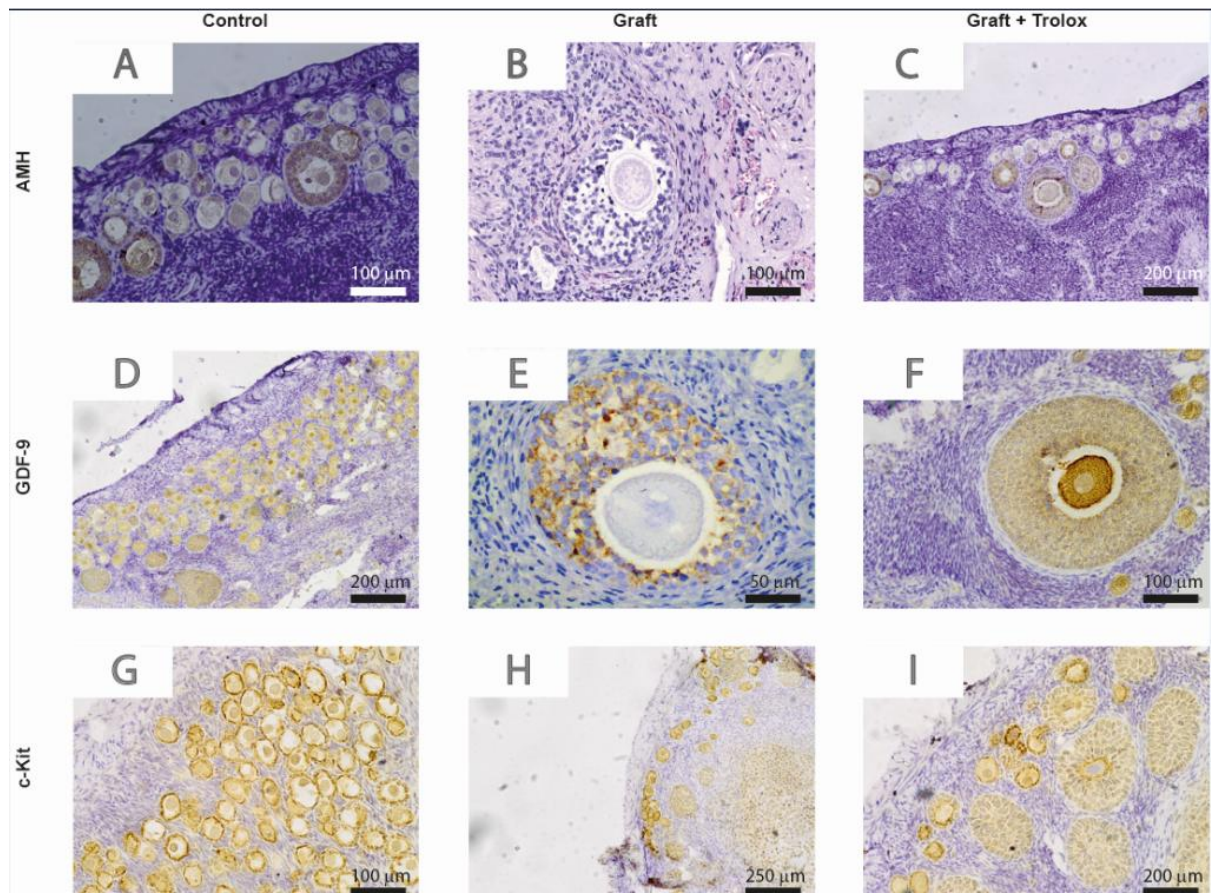 Control Graft Graft + Trolox
AMH
A
100 μm
B
100 μm
C
200 μm
GDF-9
D
200 μm
E
50 μm
F
100 μm
c-Kit
G
100 μm
H
250 μm
I
200 μm